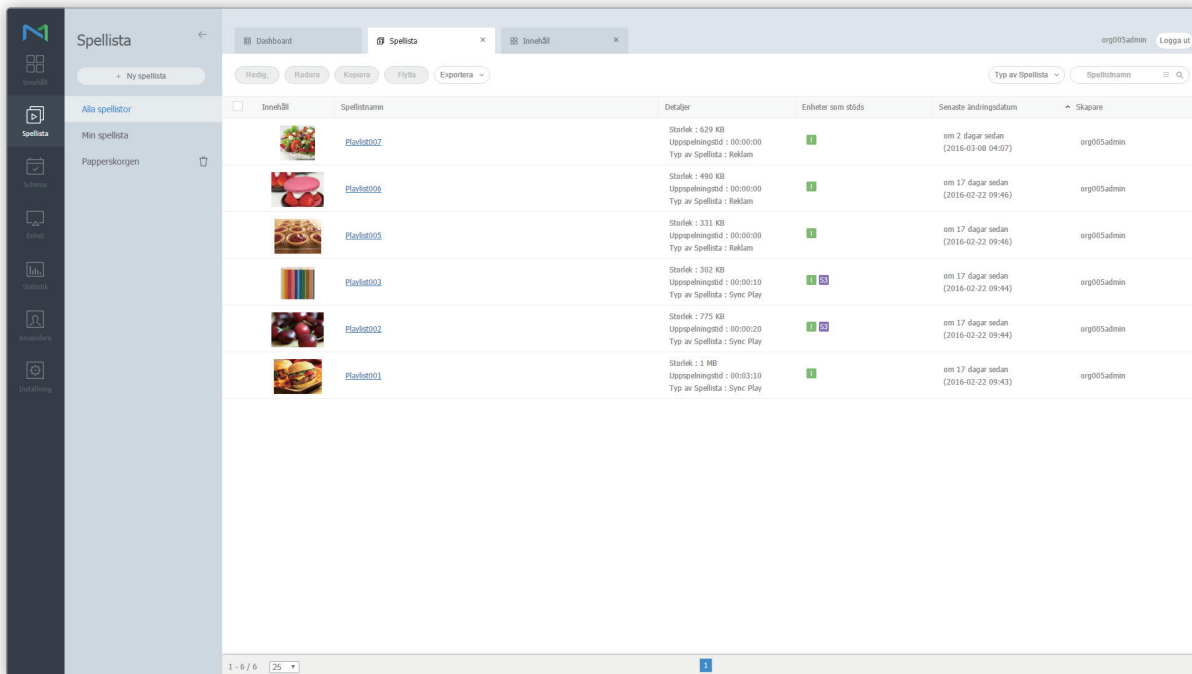 Spellista
Dashboard
Spellista
Innehåll
org005admin
Logga ut
Innehåll
Spellista
Schema
Enhet
Statistik
Användare
Inställning
+ Ny spellista
Alla spellistor
Min spellista
Papperskorgen
Redig. Radera Kopiera Flytta Exportera
Typ av Spellista Spellistnamn
Innehåll Spellistnamn Detaljer Enheter som stöds Senaste ändringsdatum Skapare
Playlist007
Storlek : 629 KB
Uppspelningstid : 00:00:00
Typ av Spellista : Reklam
I
om 2 dagar sedan
(2016-03-08 04:07)
org005admin
Playlist006
Storlek : 490 KB
Uppspelningstid : 00:00:00
Typ av Spellista : Reklam
I
om 17 dagar sedan
(2016-02-22 09:46)
org005admin
Playlist005
Storlek : 331 KB
Uppspelningstid : 00:00:00
Typ av Spellista : Reklam
I
om 17 dagar sedan
(2016-02-22 09:46)
org005admin
Playlist003
Storlek : 302 KB
Uppspelningstid : 00:00:10
Typ av Spellista : Sync Play
I S3
om 17 dagar sedan
(2016-02-22 09:44)
org005admin
Playlist002
Storlek : 775 KB
Uppspelningstid : 00:00:20
Typ av Spellista : Sync Play
I S3
om 17 dagar sedan
(2016-02-22 09:44)
org005admin
Playlist001
Storlek : 1 MB
Uppspelningstid : 00:03:10
Typ av Spellista : Sync Play
I
om 17 dagar sedan
(2016-02-22 09:43)
org005admin
1 - 6 / 6 25 1